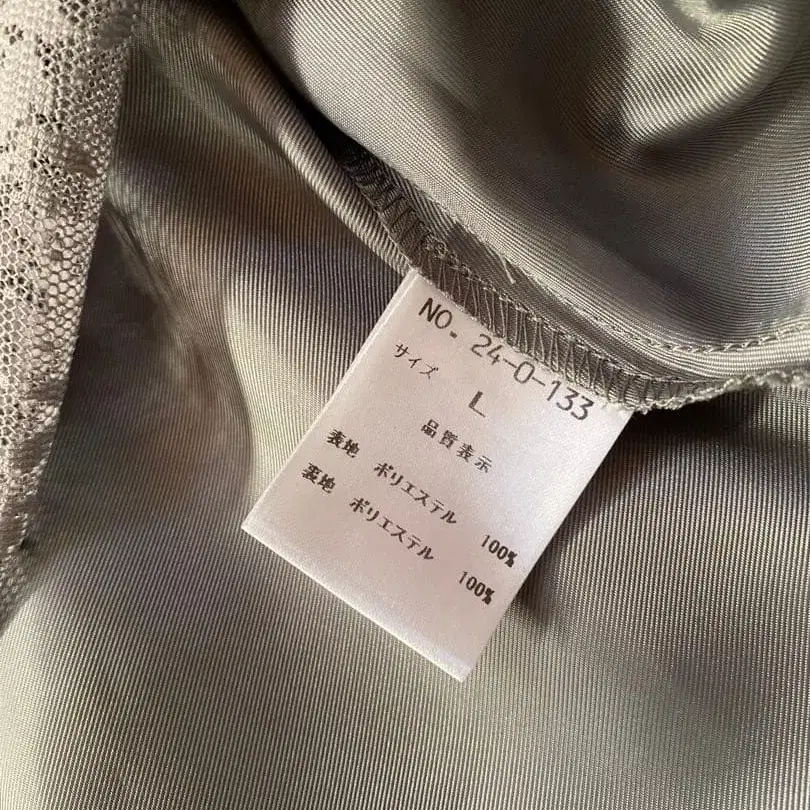 NO. 24-0-133
サイズ L
品質表示
表地 ポリエステル 100%
裏地 ポリエステル 100%